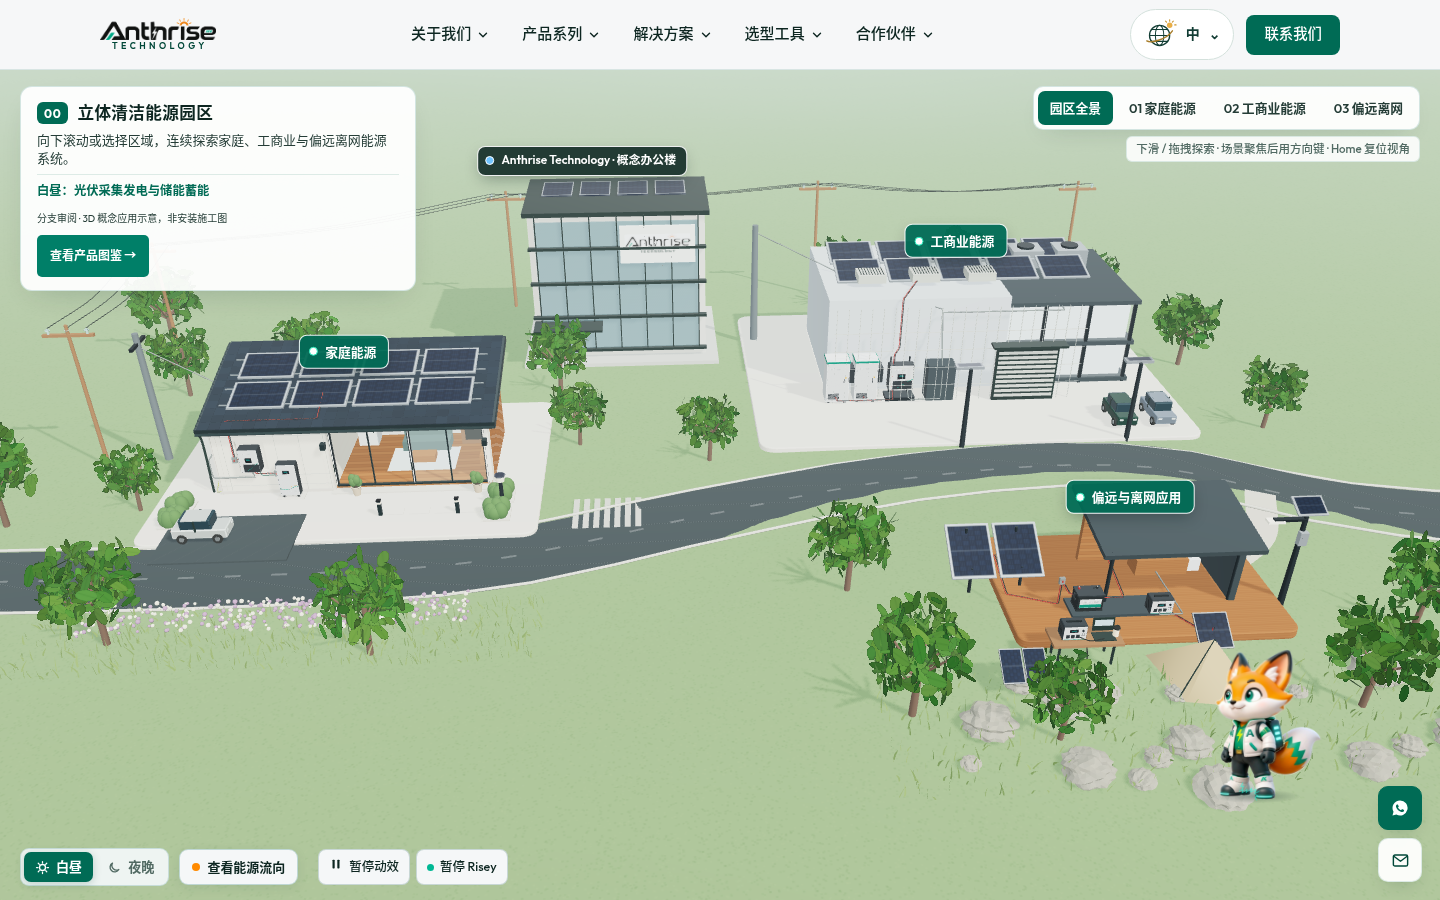 Anthrise
TECHNOLOGY
关于我们
产品系列
解决方案
选型工具
合作伙伴
中
联系我们
00 立体清洁能源园区
向下滚动或选择区域，连续探索家庭、工商业与偏远离网能源
系统。
白昼：光伏采集发电与储能蓄能
分支审阅 · 3D 概念应用示意，非安装施工图
查看产品图鉴 →
园区全景
01 家庭能源
02 工商业能源
03 偏远离网
下滑 / 拖拽探索 · 场景聚焦后用方向键 · Home 复位视角
Anthrise Technology · 概念办公楼
Anthrise
工商业能源
家庭能源
偏远与离网应用
A
白昼
夜晚
查看能源流向
暂停动效
暂停 Risey